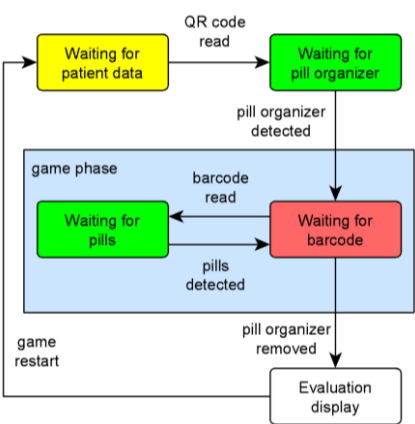 QR code
read
Waiting for
patient data
Waiting for
pill organizer
pill organizer
detected
game phase
barcode
read
Waiting for
pills
Waiting for
barcode
pills
detected
pill organizer
removed
game
restart
Evaluation
display